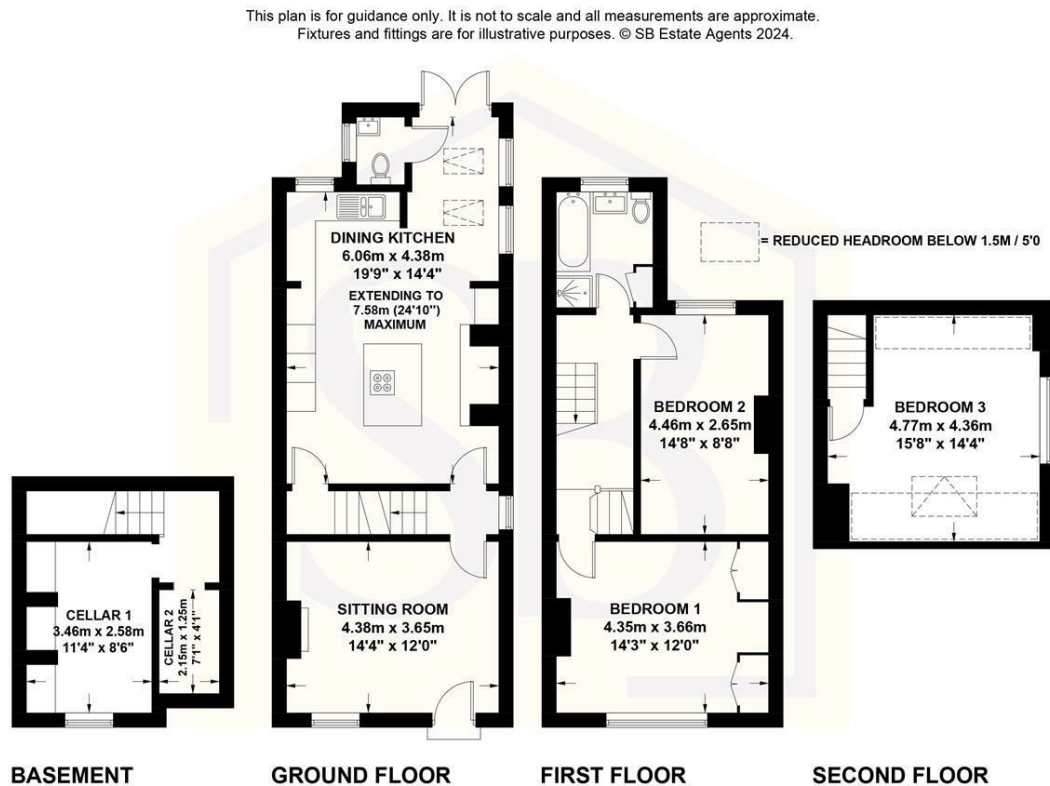 This plan is for guidance only. It is not to scale and all measurements are approximate.
Fixtures and fittings are for illustrative purposes. © SB Estate Agents 2024.
DINING KITCHEN
6.06m x 4.38m
19'9" x 14'4"
EXTENDING TO
7.58m (24'10")
MAXIMUM
= REDUCED HEADROOM BELOW 1.5M / 5'0
BEDROOM 2
4.46m x 2.65m
14'8" x 8'8"
BEDROOM 3
4.77m x 4.36m
15'8" x 14'4"
CELLAR 1
3.46m x 2.58m
11'4" x 8'6"
CELLAR 2
2.15m x 1.25m
7'1" x 4'1"
SITTING ROOM
4.38m x 3.65m
14'4" x 12'0"
BEDROOM 1
4.35m x 3.66m
14'3" x 12'0"
BASEMENT
GROUND FLOOR
FIRST FLOOR
SECOND FLOOR
SB